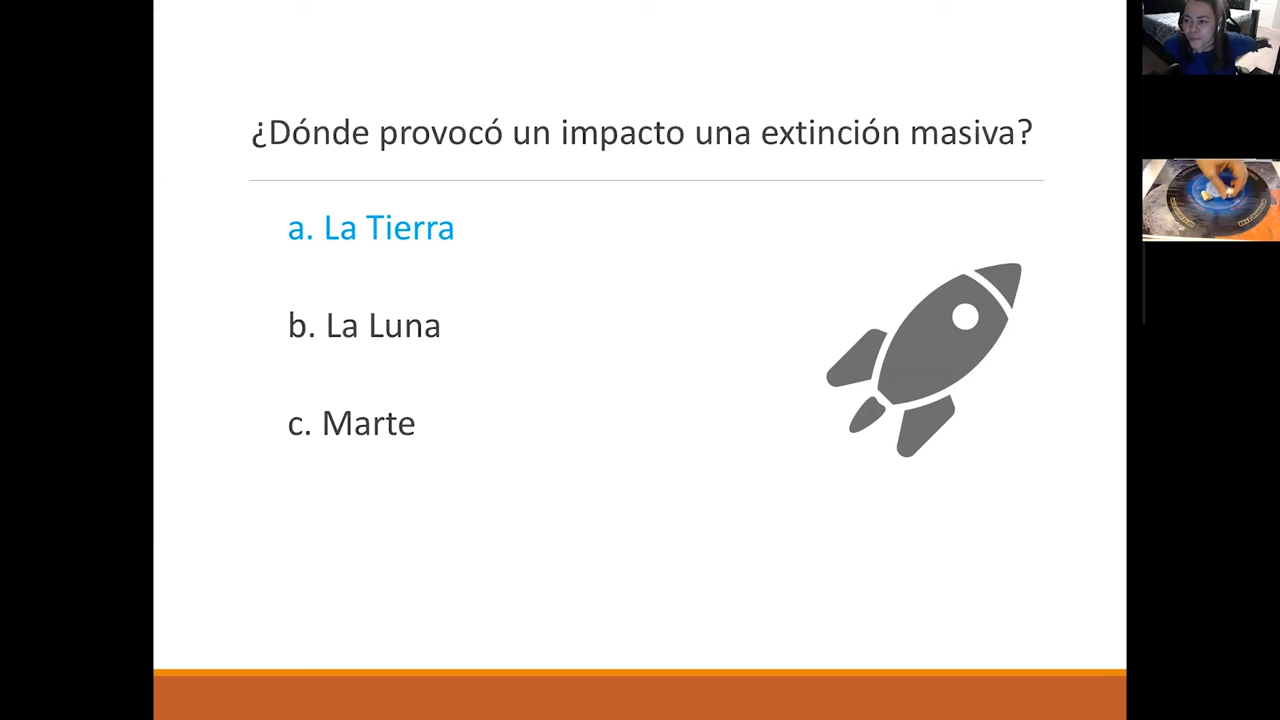 ¿Dónde provocó un impacto una extinción masiva?
a. La Tierra
b. La Luna
c. Marte